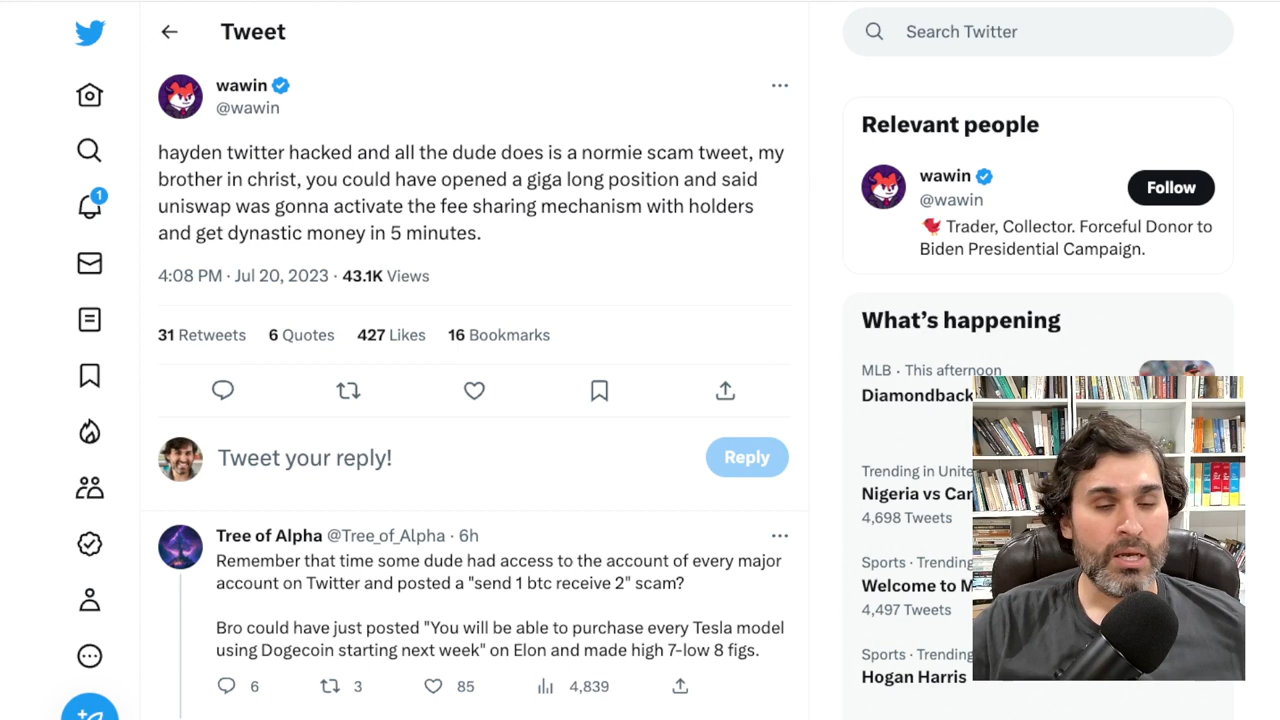 Tweet
Search Twitter
wawin
@wawin
hayden twitter hacked and all the dude does is a normie scam tweet, my
brother in christ, you could have opened a giga long position and said
uniswap was gonna activate the fee sharing mechanism with holders
and get dynastic money in 5 minutes.
4:08 PM · Jul 20, 2023 · 43.1K Views
31 Retweets 6 Quotes 427 Likes 16 Bookmarks
Tweet your reply!
Reply
Tree of Alpha @Tree_of_Alpha · 6h
Remember that time some dude had access to the account of every major
account on Twitter and posted a "send 1 btc receive 2" scam?
Bro could have just posted "You will be able to purchase every Tesla model
using Dogecoin starting next week" on Elon and made high 7-low 8 figs.
6 3 85 4,839
1
Relevant people
wawin
@wawin
Follow
Trader, Collector. Forceful Donor to
Biden Presidential Campaign.
What's happening
MLB · This afternoon
Diamondback
Trending in Unite
Nigeria vs Can
4,698 Tweets
Sports · Trending
Welcome to M
4,497 Tweets
Sports · Trending
Hogan Harris